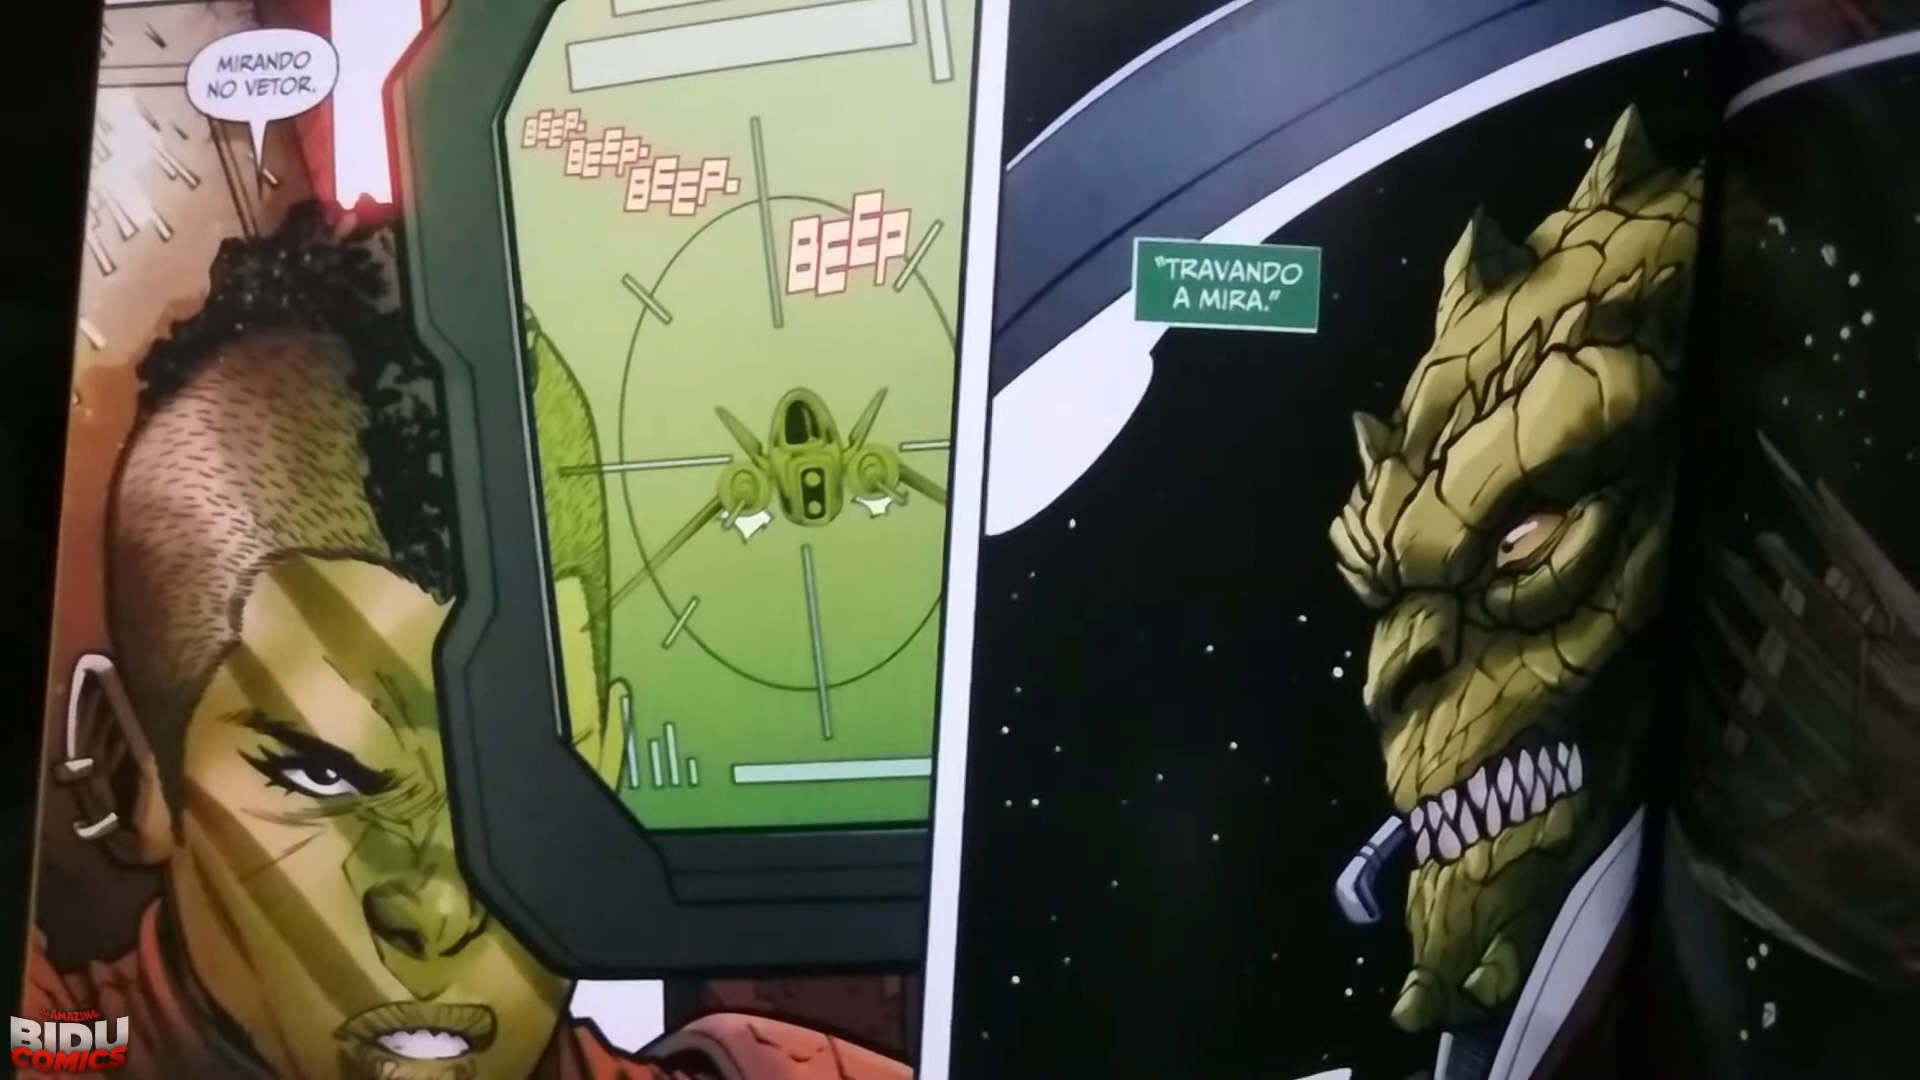 MIRANDO
NO VETOR.
BEEP.
BEEP.
BEEP.
BEEP
"TRAVANDO
A MIRA."
AMAZING
BIDU
COMICS